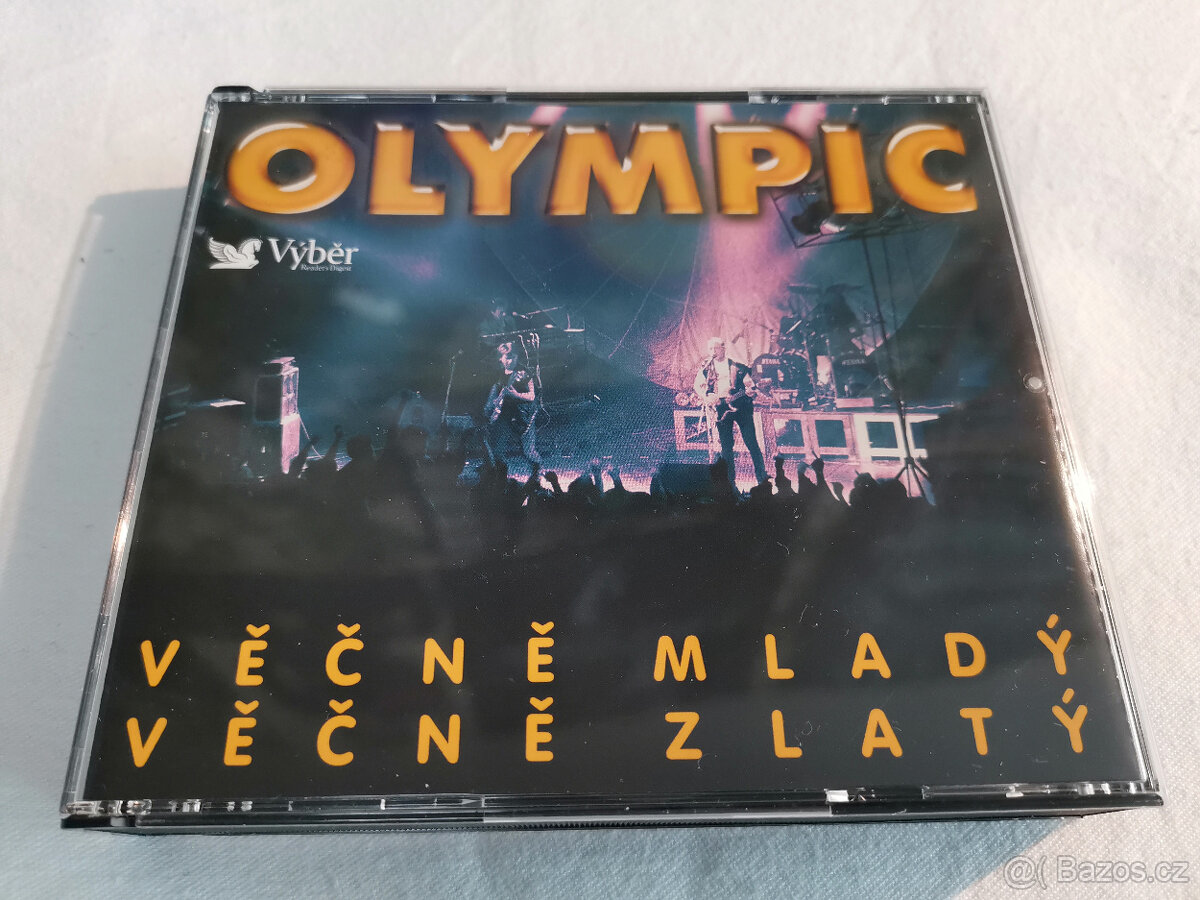 OLYMPIC
Výběr
Reader's Digest
VĚČNĚ MLADÝ
VĚČNĚ ZLATÝ
@( Bazos.cz